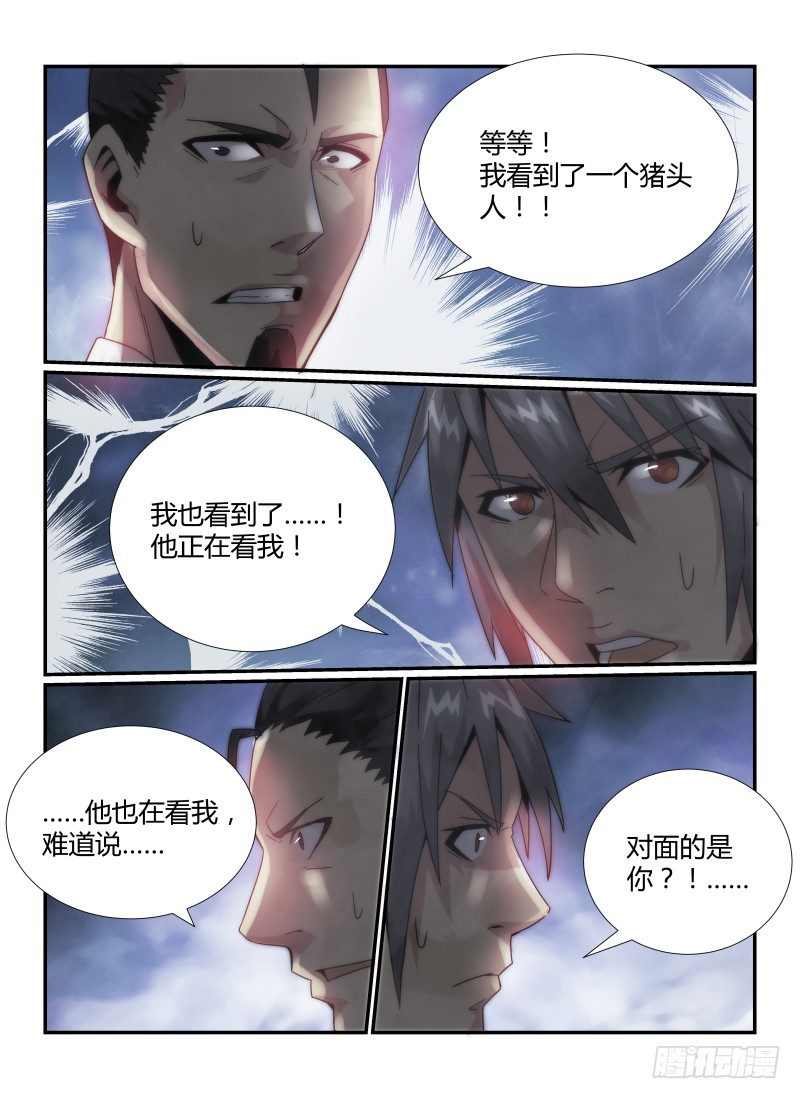 等等！
我看到了一个猪头
人！！
我也看到了……！
他正在看我！
……他也在看我，
难道说……
对面的是
你？！……
腾讯动漫